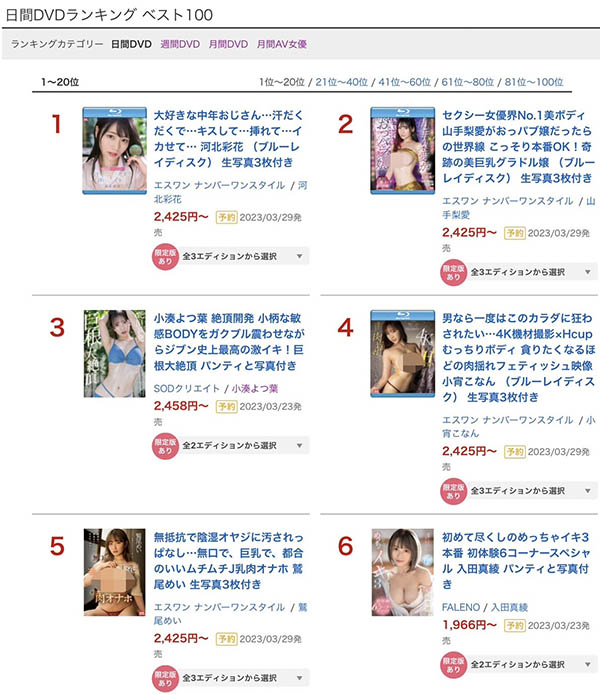 日間DVDランキング ベスト100
ランキングカテゴリー 日間DVD 週間DVD 月間DVD 月間AV女優
1〜20位
1位〜20位 / 21位〜40位 / 41位〜60位 / 61位〜80位 / 81位〜100位
1
大好きな中年おじさん…汗だく
だくで…キスして…挿れて…イ
カせて… 河北彩花 （ブルーレ
イディスク） 生写真3枚付き
エスワン ナンバーワンスタイル / 河
北彩花
2,425円〜 予約 2023/03/29発
売
限定版
あり
全3エディションから選択
2
セクシー女優界No.1美ボディ
山手梨愛がおっパブ嬢だったら
の世界線 こっそり本番OK！奇
跡の美巨乳グラドル嬢 （ブルー
レイディスク） 生写真3枚付き
エスワン ナンバーワンスタイル / 山
手梨愛
2,425円〜 予約 2023/03/29発
売
限定版
あり
全3エディションから選択
3
小湊よつ葉 絶頂開発 小柄な敏
感BODYをガクブル震わせなが
らジブン史上最高の激イキ！巨
根大絶頂 パンティと写真付き
SODクリエイト / 小湊よつ葉
2,458円〜 予約 2023/03/23発
売
限定版
あり
全2エディションから選択
巨根大絶頂
4
男なら一度はこのカラダに狂わ
されたい…4K機材撮影×Hcup
むっちりボディ 貪りたくなるほ
どの肉揺れフェティッシュ映像
小宵こなん （ブルーレイディス
ク） 生写真3枚付き
エスワン ナンバーワンスタイル / 小
宵こなん
2,425円〜 予約 2023/03/29発
売
限定版
あり
全3エディションから選択
5
無抵抗で陰湿オヤジに汚されっ
ぱなし…無口で、巨乳で、都合
のいいムチムチJ乳肉オナホ 鷲
尾めい 生写真3枚付き
エスワン ナンバーワンスタイル / 鷲
尾めい
2,425円〜 予約 2023/03/29発
売
限定版
あり
全3エディションから選択
肉オナホ
6
初めて尽くしのめっちゃイキ3
本番 初体験6コーナースペシャ
ル 入田真綾 パンティと写真付
き
FALENO / 入田真綾
1,966円〜 予約 2023/03/23発
売
限定版
あり
全2エディションから選択